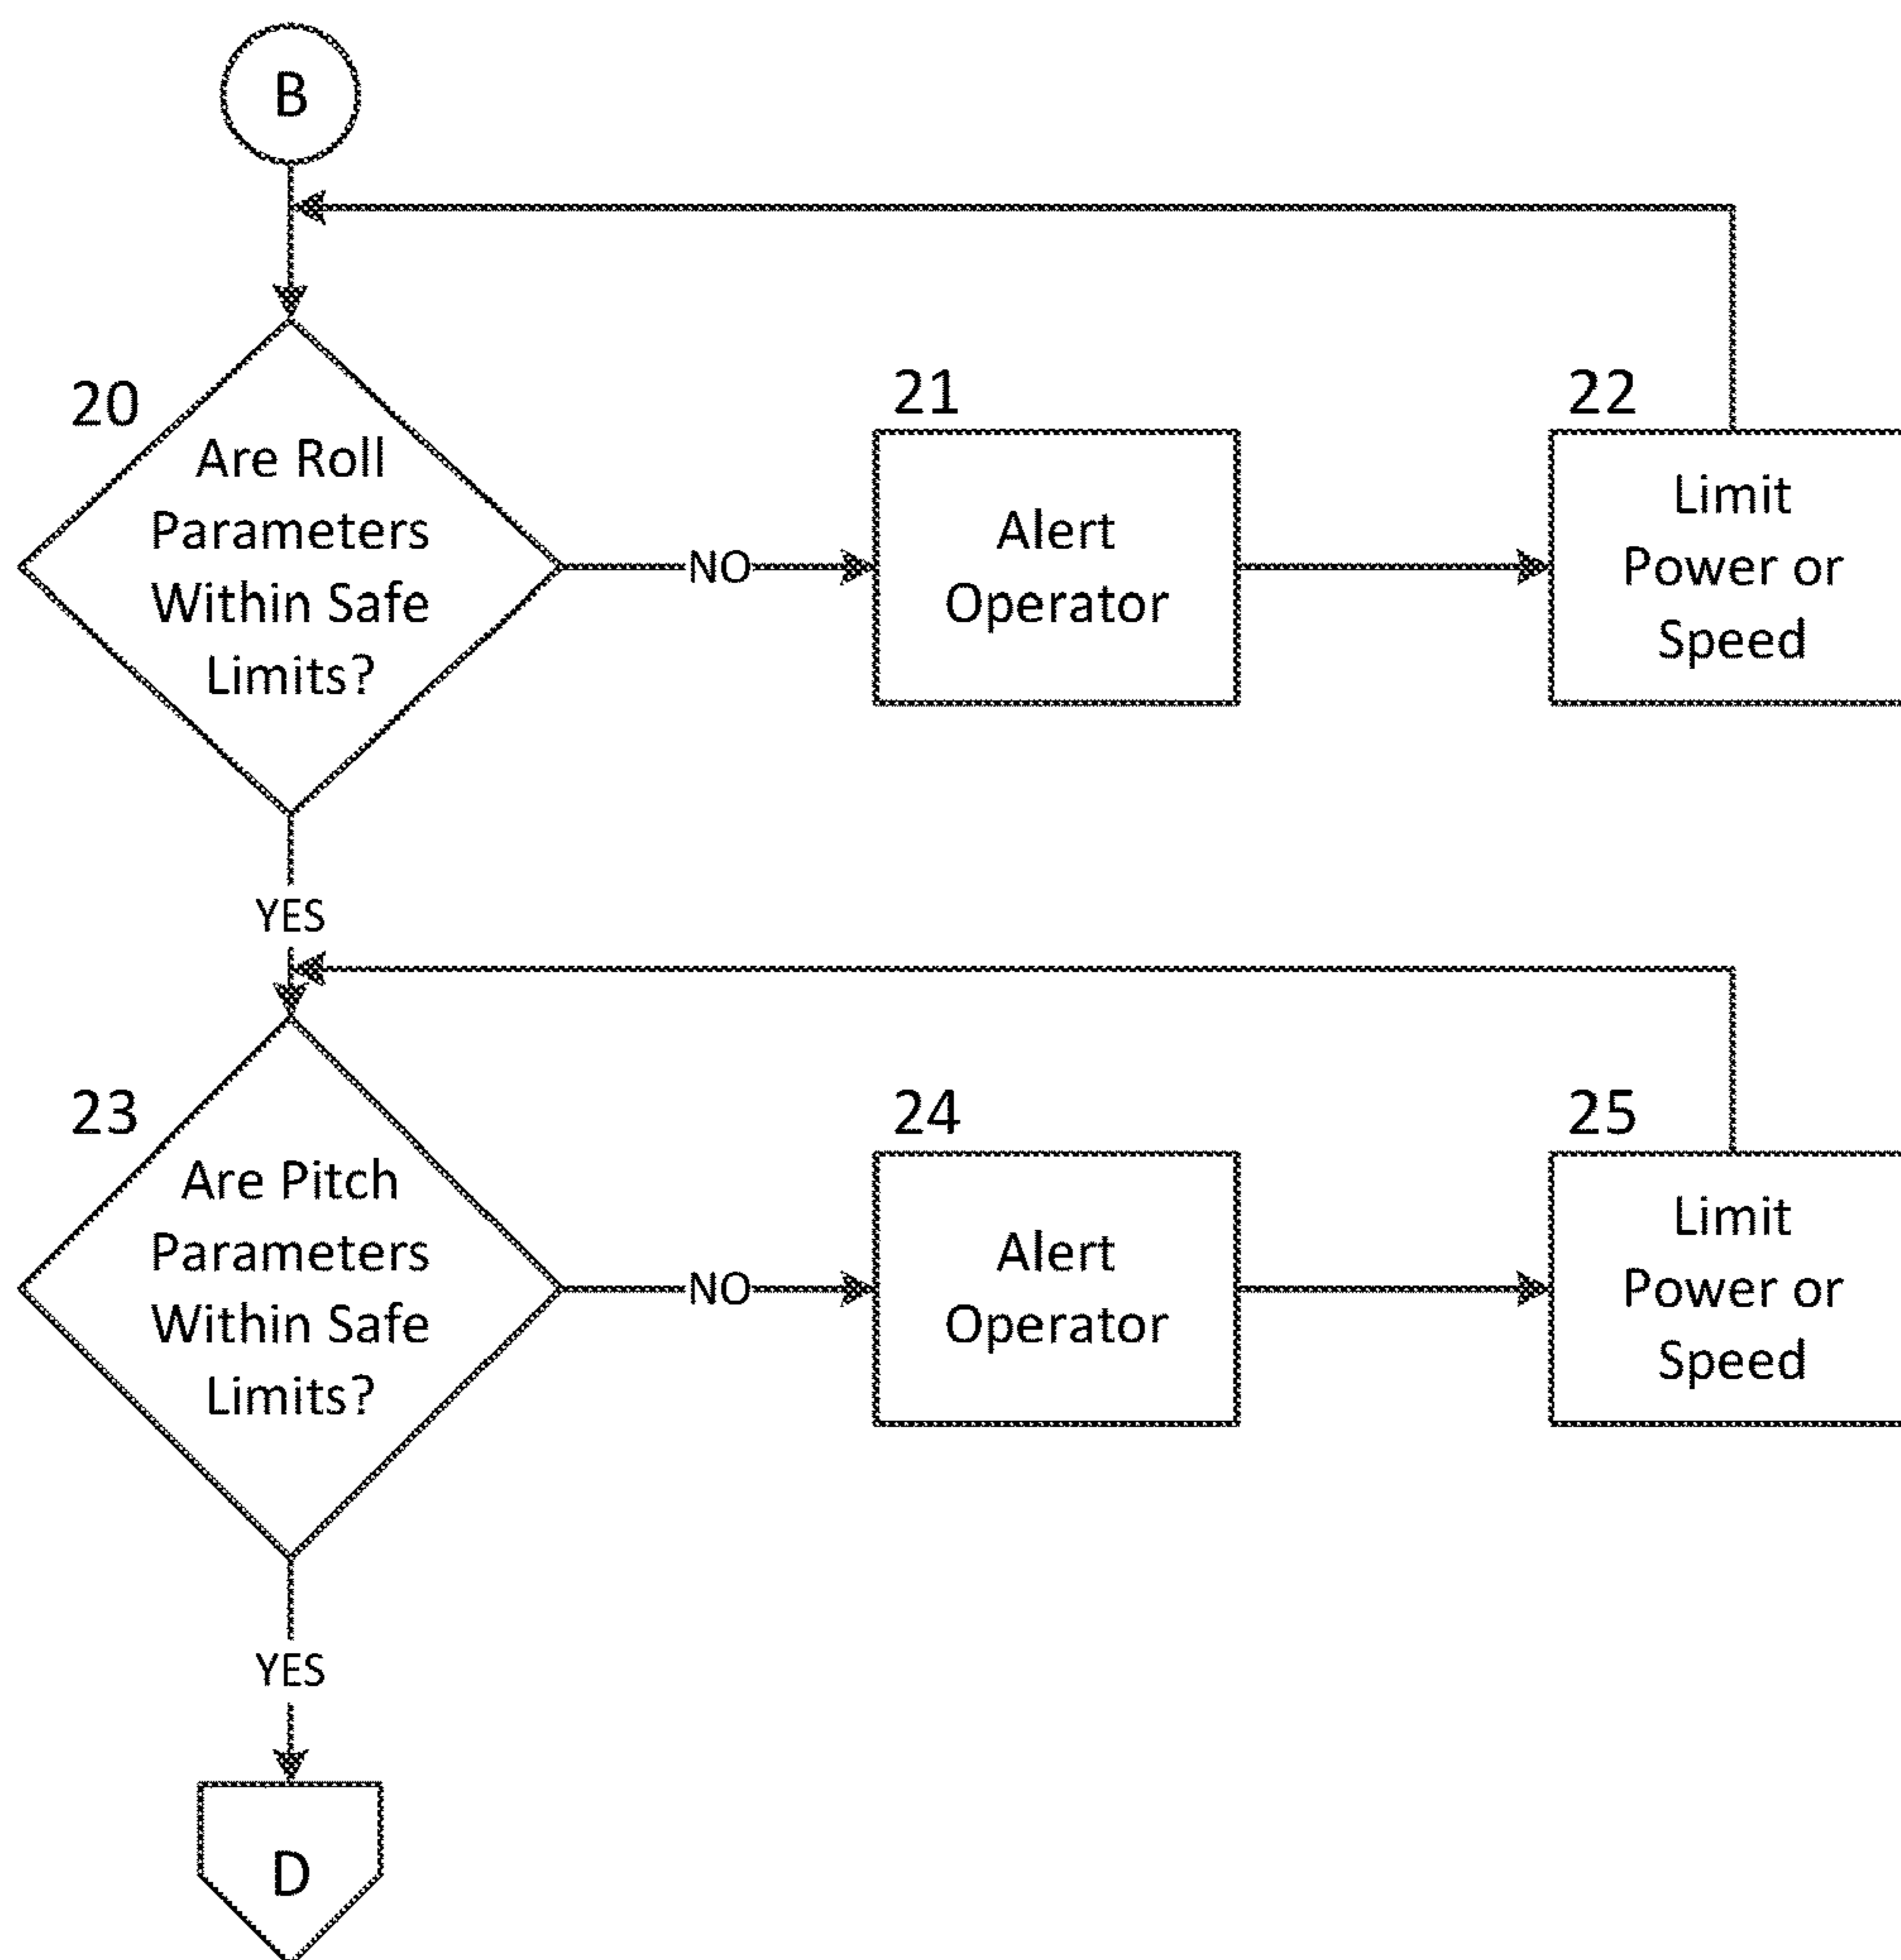 B
20
Are Roll
Parameters
Within Safe
Limits?
NO
21
Alert
Operator
22
Limit
Power or
Speed
YES
23
Are Pitch
Parameters
Within Safe
Limits?
NO
24
Alert
Operator
25
Limit
Power or
Speed
YES
D